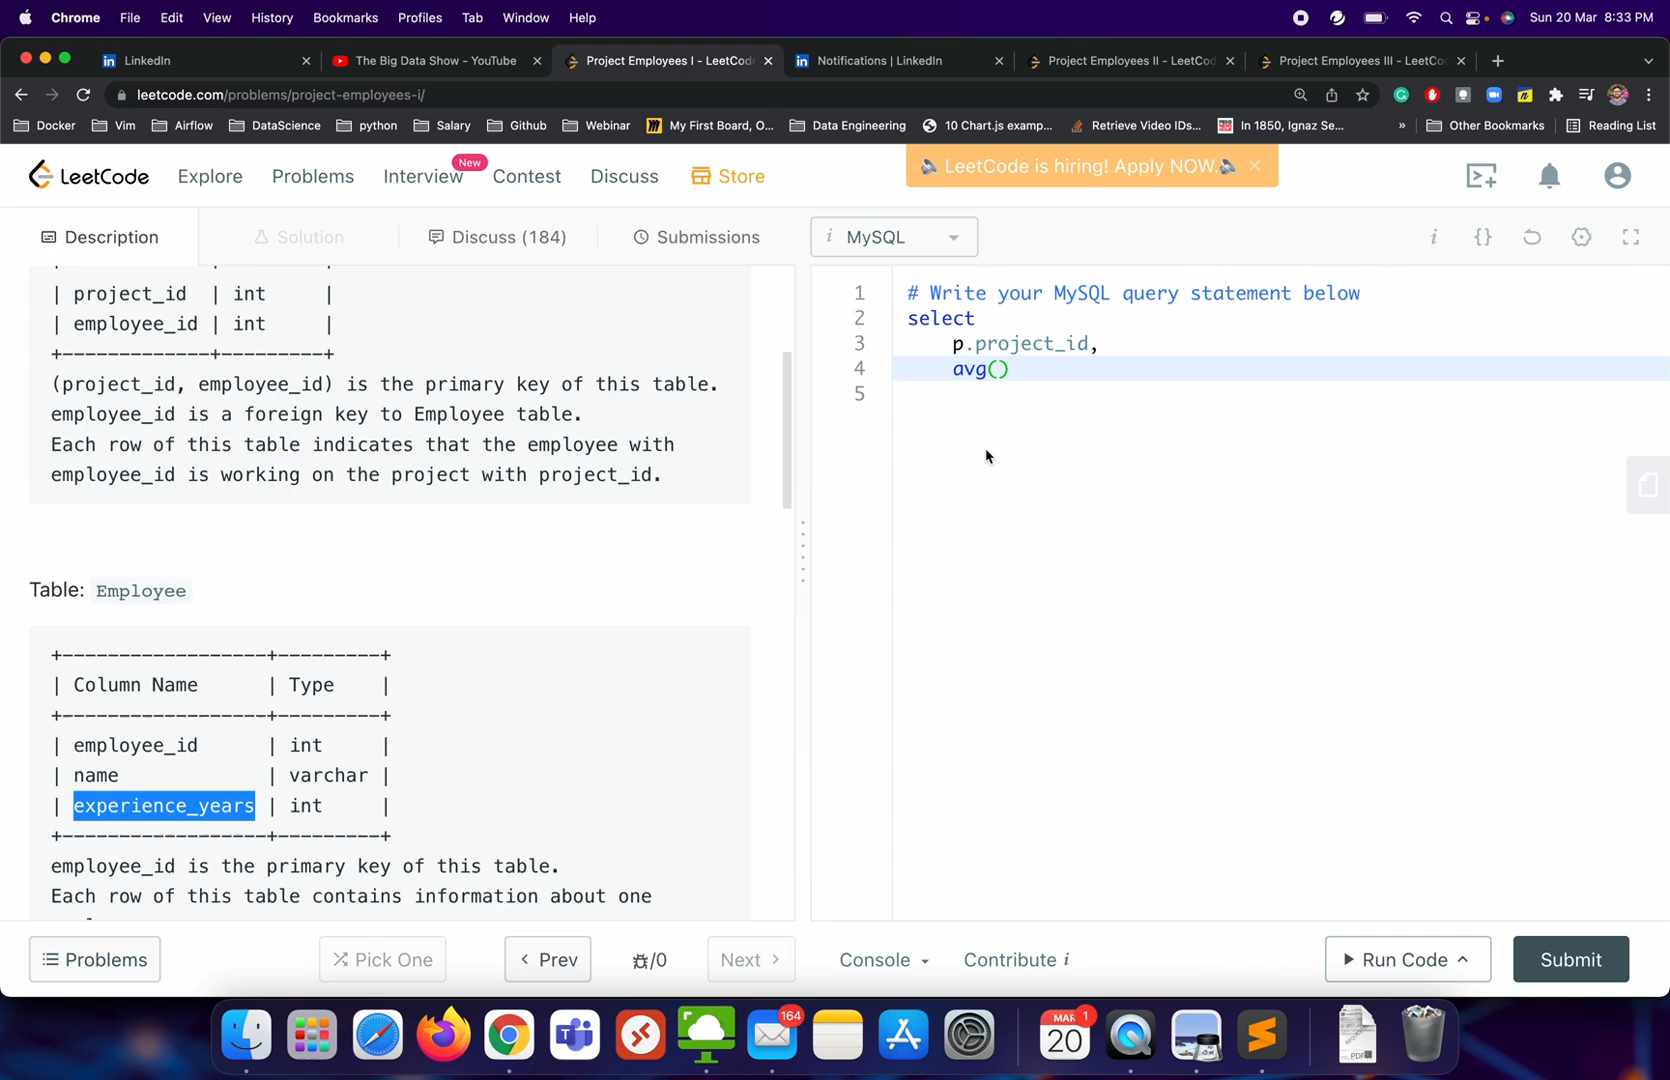 Chrome File Edit View History Bookmarks Profiles Tab Window Help Sun 20 Mar 8:33 PM
in LinkedIn × The Big Data Show - YouTube × Project Employees I - LeetCode × in Notifications | LinkedIn × Project Employees II - LeetCod × Project Employees III - LeetCo × +
leetcode.com/problems/project-employees-i/
Docker Vim Airflow DataScience python Salary Github Webinar My First Board, O... Data Engineering 10 Chart.js examp... Retrieve Video IDs... In 1850, Ignaz Se... » Other Bookmarks Reading List
LeetCode Explore Problems Interview New Contest Discuss Store LeetCode is hiring! Apply NOW. ×
Description Solution Discuss (184) Submissions i MySQL i {}
| project_id | int |
| employee_id | int |
+-------------+---------+
(project_id, employee_id) is the primary key of this table.
employee_id is a foreign key to Employee table.
Each row of this table indicates that the employee with
employee_id is working on the project with project_id.
Table: Employee
+------------------+---------+
| Column Name | Type |
+------------------+---------+
| employee_id | int |
| name | varchar |
| experience_years | int |
+------------------+---------+
employee_id is the primary key of this table.
Each row of this table contains information about one
1 # Write your MySQL query statement below
2 select
3 p.project_id,
4 avg()
5
Problems Pick One < Prev /0 Next > Console Contribute i Run Code Submit
164 MAR 20 1 PDF